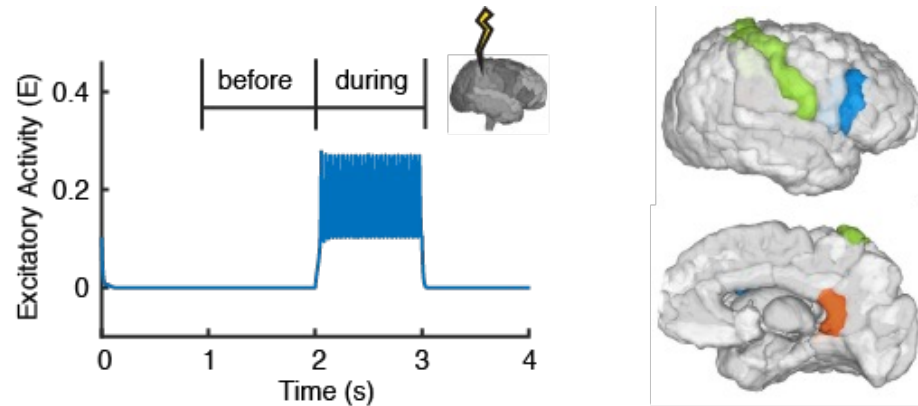 before
during
Excitatory Activity (E)
0.4
0.2
0
0
1
2
3
4
Time (s)